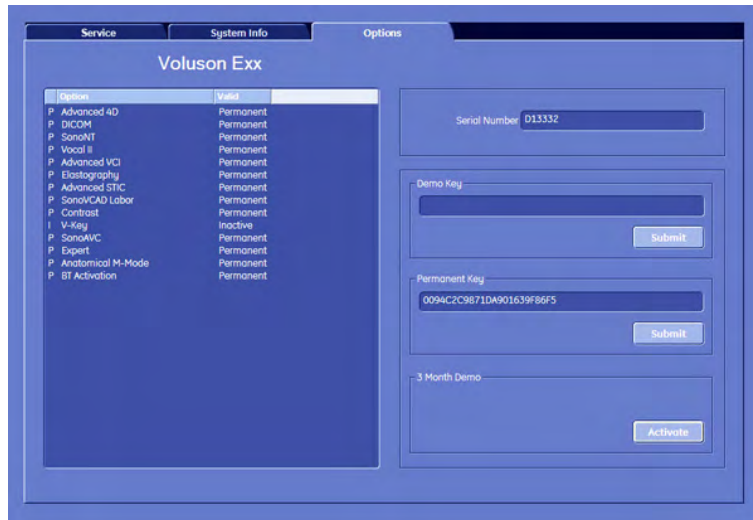 Service System Info Options
Voluson Exx
Option Valid
P Advanced 4D Permanent
P DICOM Permanent
P SonoNT Permanent
P Vocal II Permanent
P Advanced VCI Permanent
P Elastography Permanent
P Advanced STIC Permanent
P SonoVCAD Labor Permanent
P Contrast Permanent
I V-Key Inactive
P SonoAVC Permanent
P Expert Permanent
P Anatomical M-Mode Permanent
P BT Activation Permanent
Serial Number D13332
Demo Key
Submit
Permanent Key
0094C2C9871DA901639F86F5
Submit
3 Month Demo
Activate